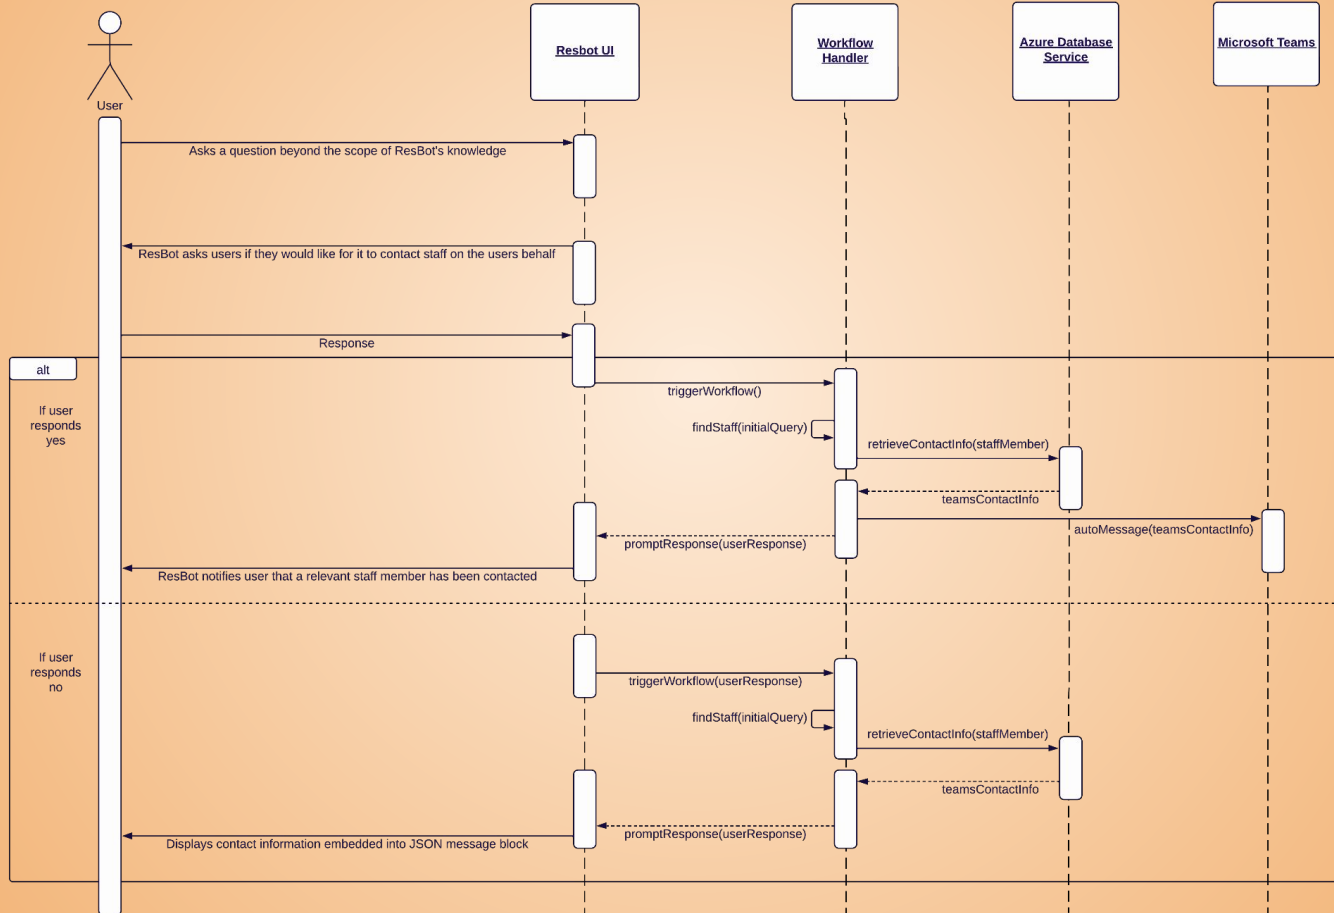 User
Resbot UI
Workflow
Handler
Azure Database
Service
Microsoft Teams
Asks a question beyond the scope of ResBot's knowledge
ResBot asks users if they would like for it to contact staff on the users behalf
Response
alt
If user
responds
yes
triggerWorkflow()
findStaff(initialQuery)
retrieveContactInfo(staffMember)
teamsContactInfo
autoMessage(teamsContactInfo)
promptResponse(userResponse)
ResBot notifies user that a relevant staff member has been contacted
If user
responds
no
triggerWorkflow(userResponse)
findStaff(initialQuery)
retrieveContactInfo(staffMember)
teamsContactInfo
promptResponse(userResponse)
Displays contact information embedded into JSON message block